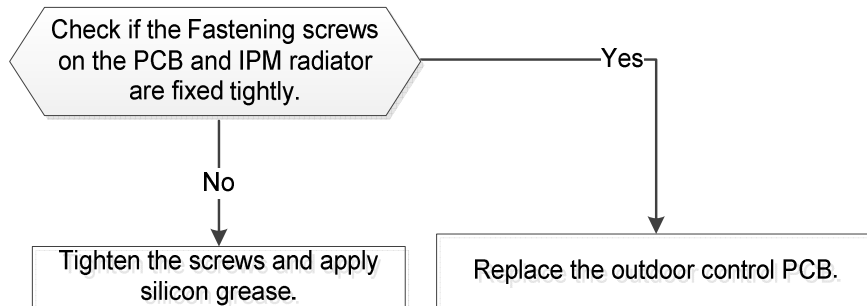 Check if the Fastening screws
on the PCB and IPM radiator
are fixed tightly.
Yes
No
Tighten the screws and apply
silicon grease.
Replace the outdoor control PCB.